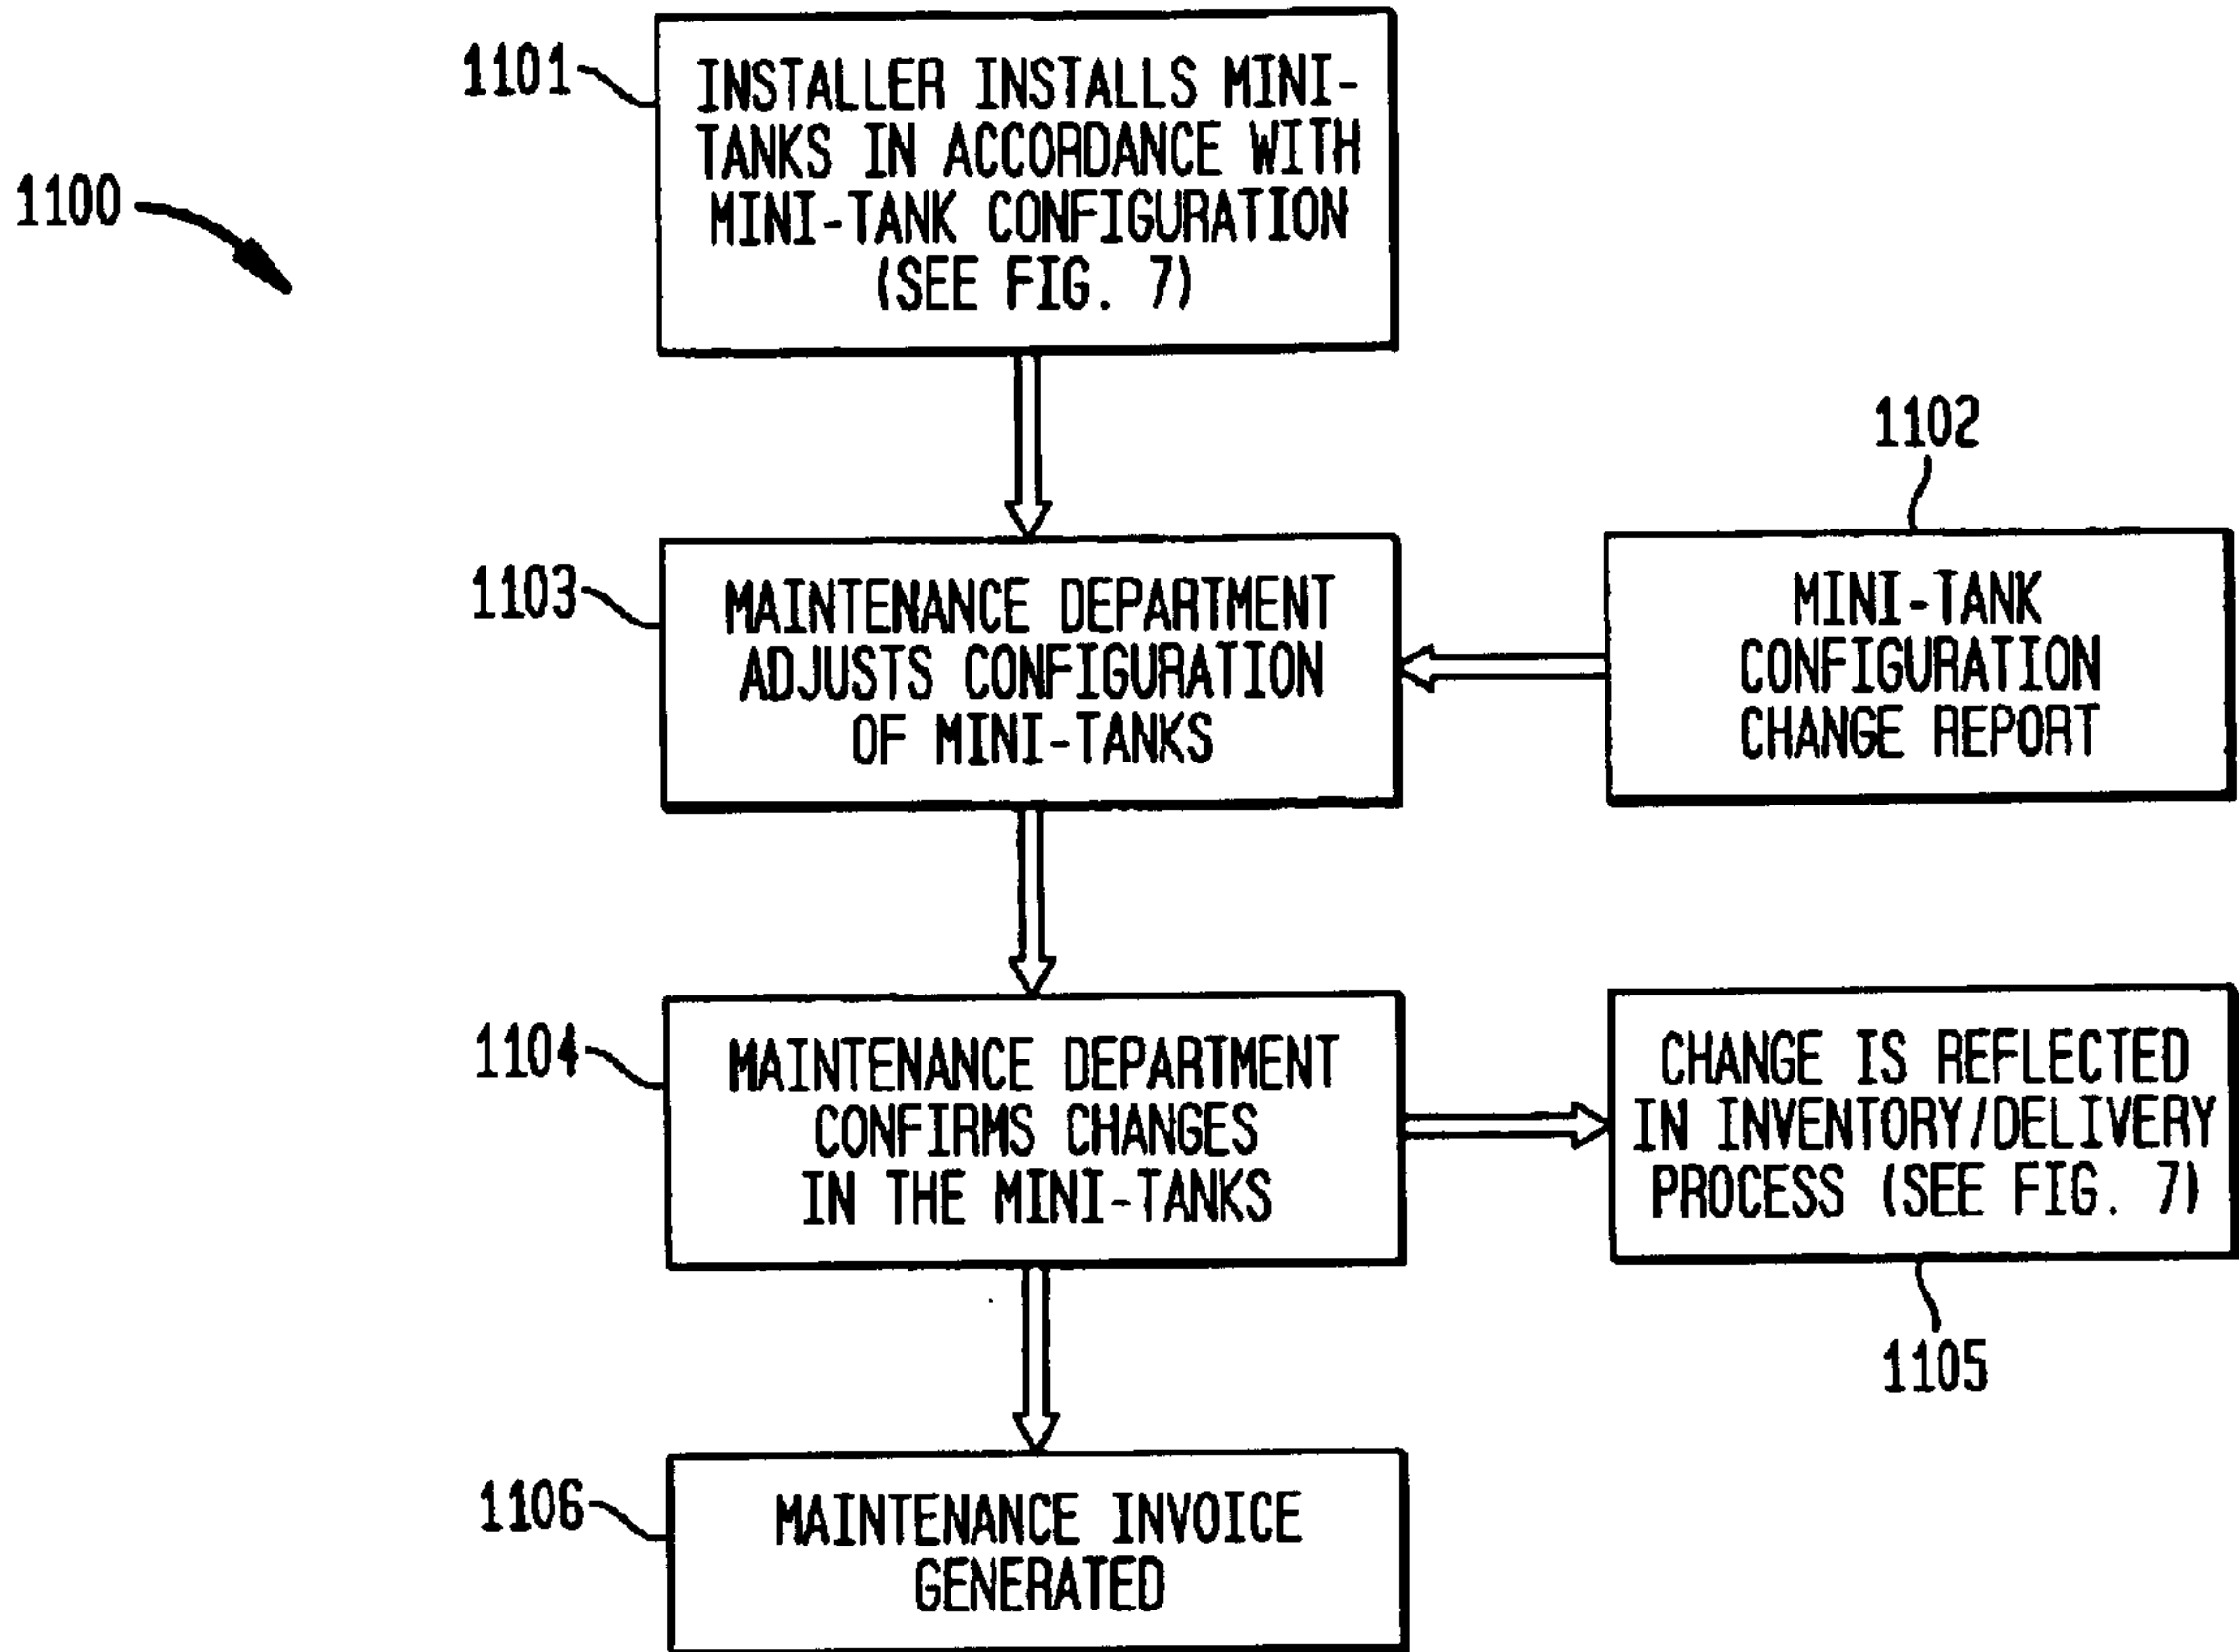 1100
1101
INSTALLER INSTALLS MINI-
TANKS IN ACCORDANCE WITH
MINI-TANK CONFIGURATION
(SEE FIG. 7)
1102
MINI-TANK
CONFIGURATION
CHANGE REPORT
1103
MAINTENANCE DEPARTMENT
ADJUSTS CONFIGURATION
OF MINI-TANKS
1104
MAINTENANCE DEPARTMENT
CONFIRMS CHANGES
IN THE MINI-TANKS
CHANGE IS REFLECTED
IN INVENTORY/DELIVERY
PROCESS (SEE FIG. 7)
1105
1106
MAINTENANCE INVOICE
GENERATED